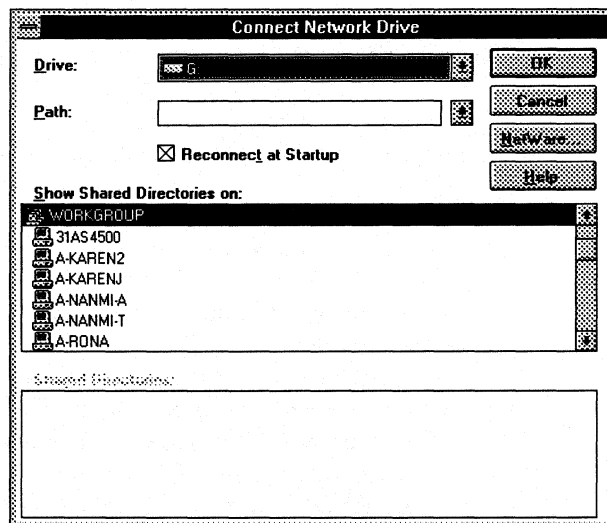 Connect Network Drive
Drive:
G
OK
Path:
Cancel
Reconnect at Startup
NetWare...
Help
Show Shared Directories on:
WORKGROUP
31AS4500
A-KAREN2
A-KARENJ
A-NANMI-A
A-NANMI-T
A-RONA
Shared Directories: